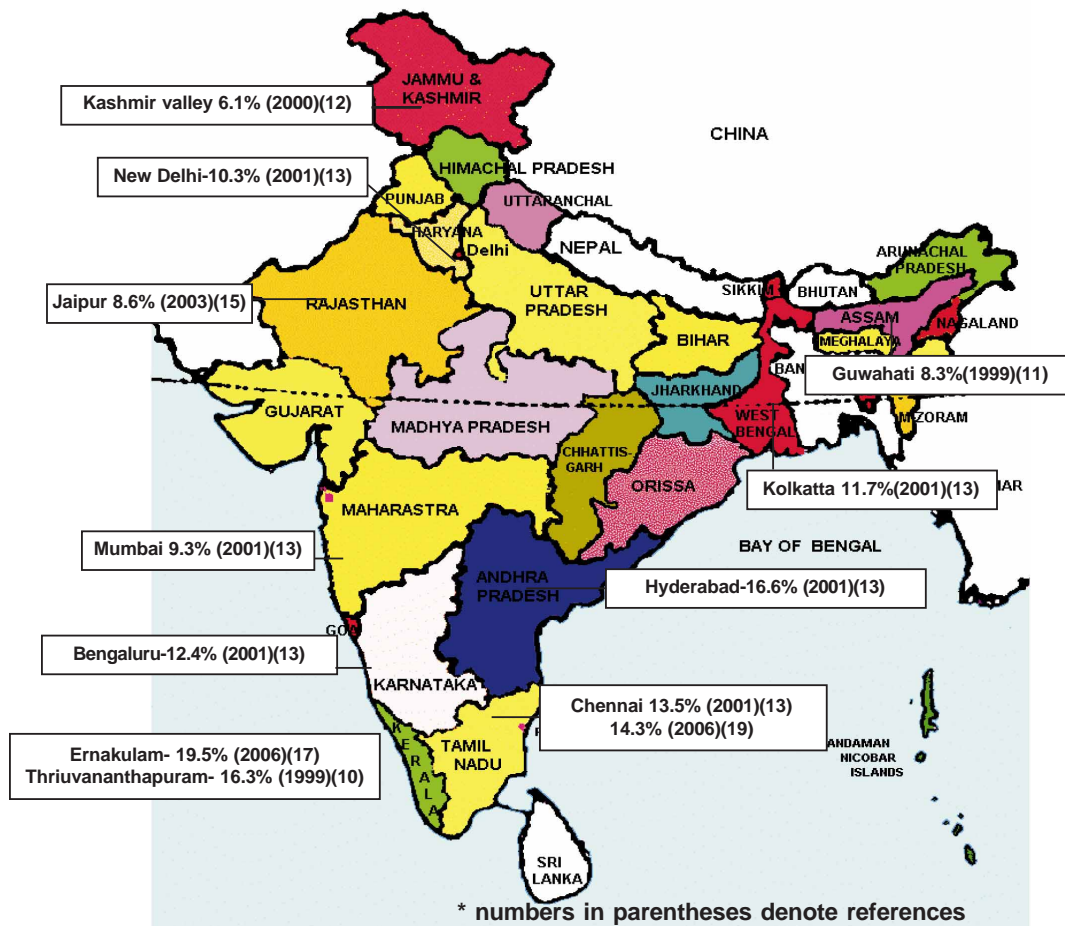 JAMMU &
KASHMIR
Kashmir valley 6.1% (2000)(12)
CHINA
HIMACHAL PRADESH
New Delhi-10.3% (2001)(13)
PUNJAB
UTTARANCHAL
HARYANA
Delhi
NEPAL
ARUNACHAL
PRADESH
SIKKIM
BHUTAN
Jaipur 8.6% (2003)(15)
RAJASTHAN
UTTAR
PRADESH
ASSAM
NAGALAND
BIHAR
MEGHALAYA
BAN
Guwahati 8.3%(1999)(11)
JHARKHAND
GUJARAT
MADHYA PRADESH
WEST
BENGAL
MIZORAM
CHHATTIS-
GARH
ORISSA
Kolkatta 11.7%(2001)(13)
MAR
MAHARASTRA
Mumbai 9.3% (2001)(13)
BAY OF BENGAL
ANDHRA
PRADESH
Hyderabad-16.6% (2001)(13)
GOA
Bengaluru-12.4% (2001)(13)
KARNATAKA
Chennai 13.5% (2001)(13)
14.3% (2006)(19)
Ernakulam- 19.5% (2006)(17)
Thriuvananthapuram- 16.3% (1999)(10)
KERALA
TAMIL
NADU
ANDAMAN
NICOBAR
ISLANDS
SRI
LANKA
* numbers in parentheses denote references